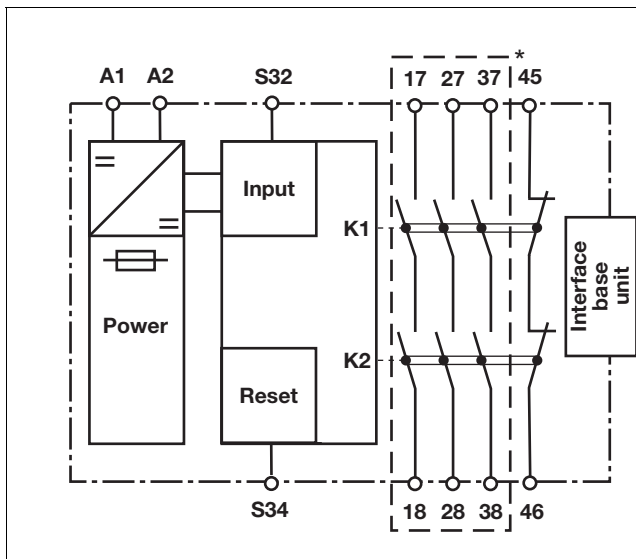 A1 A2 S32 17 27 37 * 45
Input
K1
Power
Interface
base
unit
K2
Reset
S34 18 28 38 46